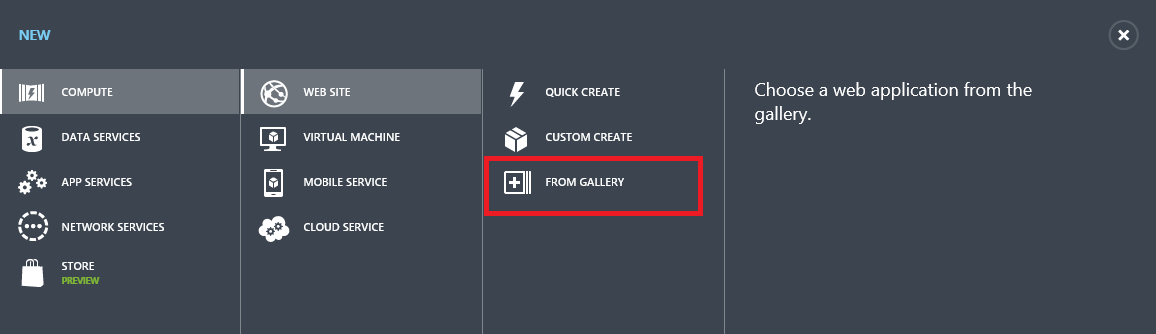 NEW
COMPUTE
DATA SERVICES
APP SERVICES
NETWORK SERVICES
STORE
PREVIEW
WEB SITE
VIRTUAL MACHINE
MOBILE SERVICE
CLOUD SERVICE
QUICK CREATE
CUSTOM CREATE
FROM GALLERY
Choose a web application from the
gallery.